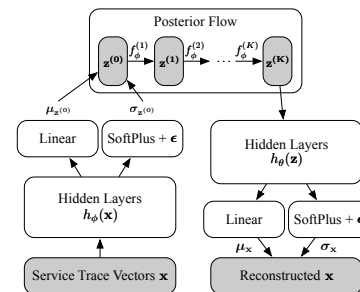 Posterior Flow
z^(0) f_ϕ^(1) z^(1) f_ϕ^(2) ... f_ϕ^(K) z^(K)
μ_z^(0) σ_z^(0)
Linear SoftPlus + ϵ
Hidden Layers
h_ϕ(x)
Service Trace Vectors x
Hidden Layers
h_θ(z)
Linear SoftPlus + ϵ
μ_x σ_x
Reconstructed x